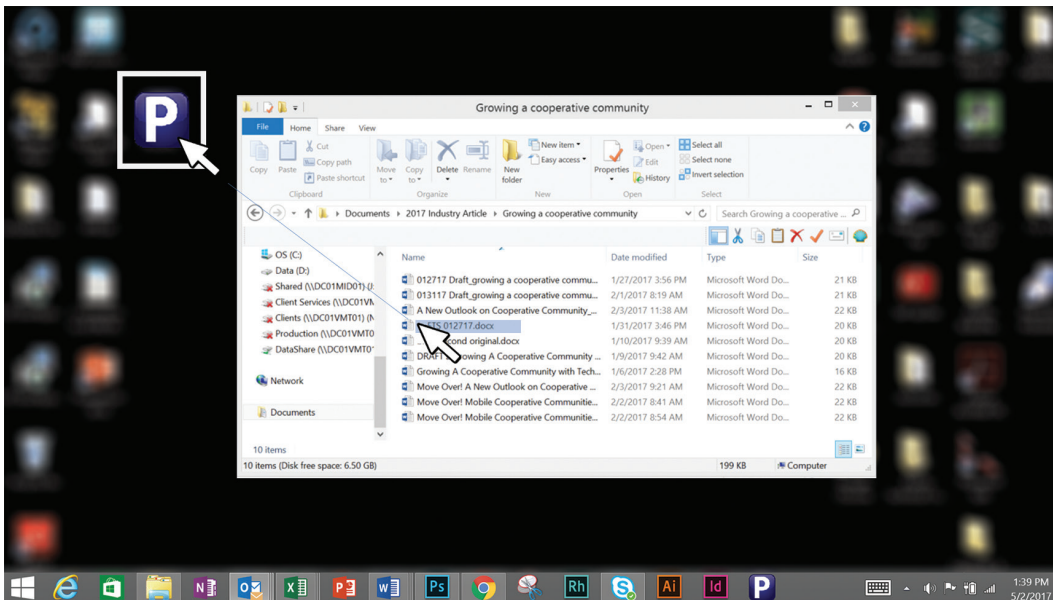 P
Growing a cooperative community
File Home Share View
Copy
Paste
Cut
Copy path
Paste shortcut
Move to
Copy to
Delete
Rename
New folder
New item
Easy access
Properties
Open
Edit
History
Select all
Select none
Invert selection
Clipboard Organize New Open Select
Documents 2017 Industry Article Growing a cooperative community
Search Growing a cooperative ...
OS (C:)
Data (D:)
Shared (\\DC01MID01) (J:
Client Services (\\DC01VN
Clients (\\DC01VMT01) (N
Production (\\DC01VMT0
DataShare (\\DC01VMT0
Network
Documents
Name Date modified Type Size
012717 Draft_growing a cooperative commu... 1/27/2017 3:56 PM Microsoft Word Do... 21 KB
013117 Draft_growing a cooperative commu... 2/1/2017 8:19 AM Microsoft Word Do... 21 KB
A New Outlook on Cooperative Community_... 2/3/2017 11:38 AM Microsoft Word Do... 22 KB
012717.docx 1/31/2017 3:46 PM Microsoft Word Do... 20 KB
original.docx 1/10/2017 9:39 AM Microsoft Word Do... 20 KB
DRAFT Growing A Cooperative Community ... 1/9/2017 9:42 AM Microsoft Word Do... 20 KB
Growing A Cooperative Community with Tech... 1/6/2017 2:28 PM Microsoft Word Do... 16 KB
Move Over! A New Outlook on Cooperative ... 2/3/2017 9:21 AM Microsoft Word Do... 22 KB
Move Over! Mobile Cooperative Communitie... 2/2/2017 8:41 AM Microsoft Word Do... 22 KB
Move Over! Mobile Cooperative Communitie... 2/2/2017 8:54 AM Microsoft Word Do... 22 KB
10 items
10 items (Disk free space: 6.50 GB) 199 KB Computer
Ps Rh Ai Id P
1:39 PM
5/2/2017